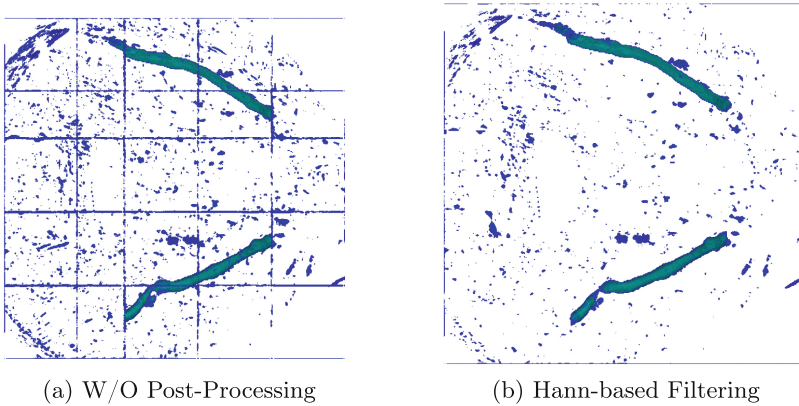 (a) W/O Post-Processing
(b) Hann-based Filtering